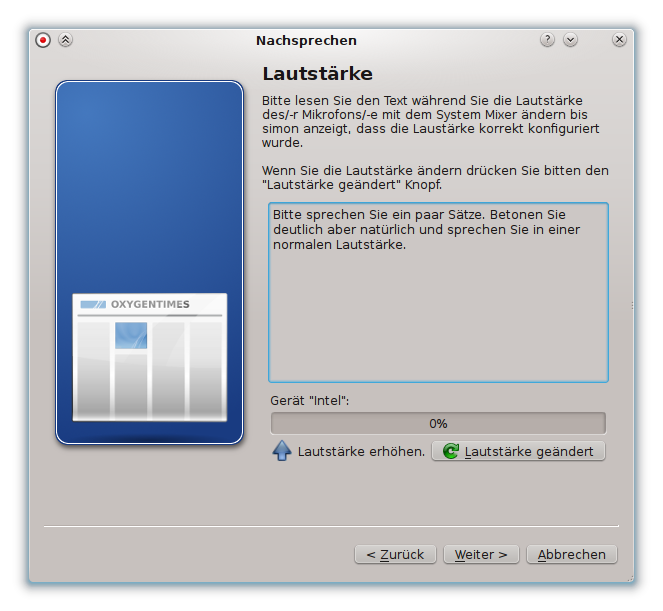 Nachsprechen
Lautstärke
Bitte lesen Sie den Text während Sie die Lautstärke
des/-r Mikrofons/-e mit dem System Mixer ändern bis
simon anzeigt, dass die Laustärke korrekt konfiguriert
wurde.
Wenn Sie die Lautstärke ändern drücken Sie bitten den
"Lautstärke geändert" Knopf.
Bitte sprechen Sie ein paar Sätze. Betonen Sie
deutlich aber natürlich und sprechen Sie in einer
normalen Lautstärke.
OXYGENTIMES
Gerät "Intel":
0%
Lautstärke erhöhen. Lautstärke geändert
< Zurück Weiter > Abbrechen